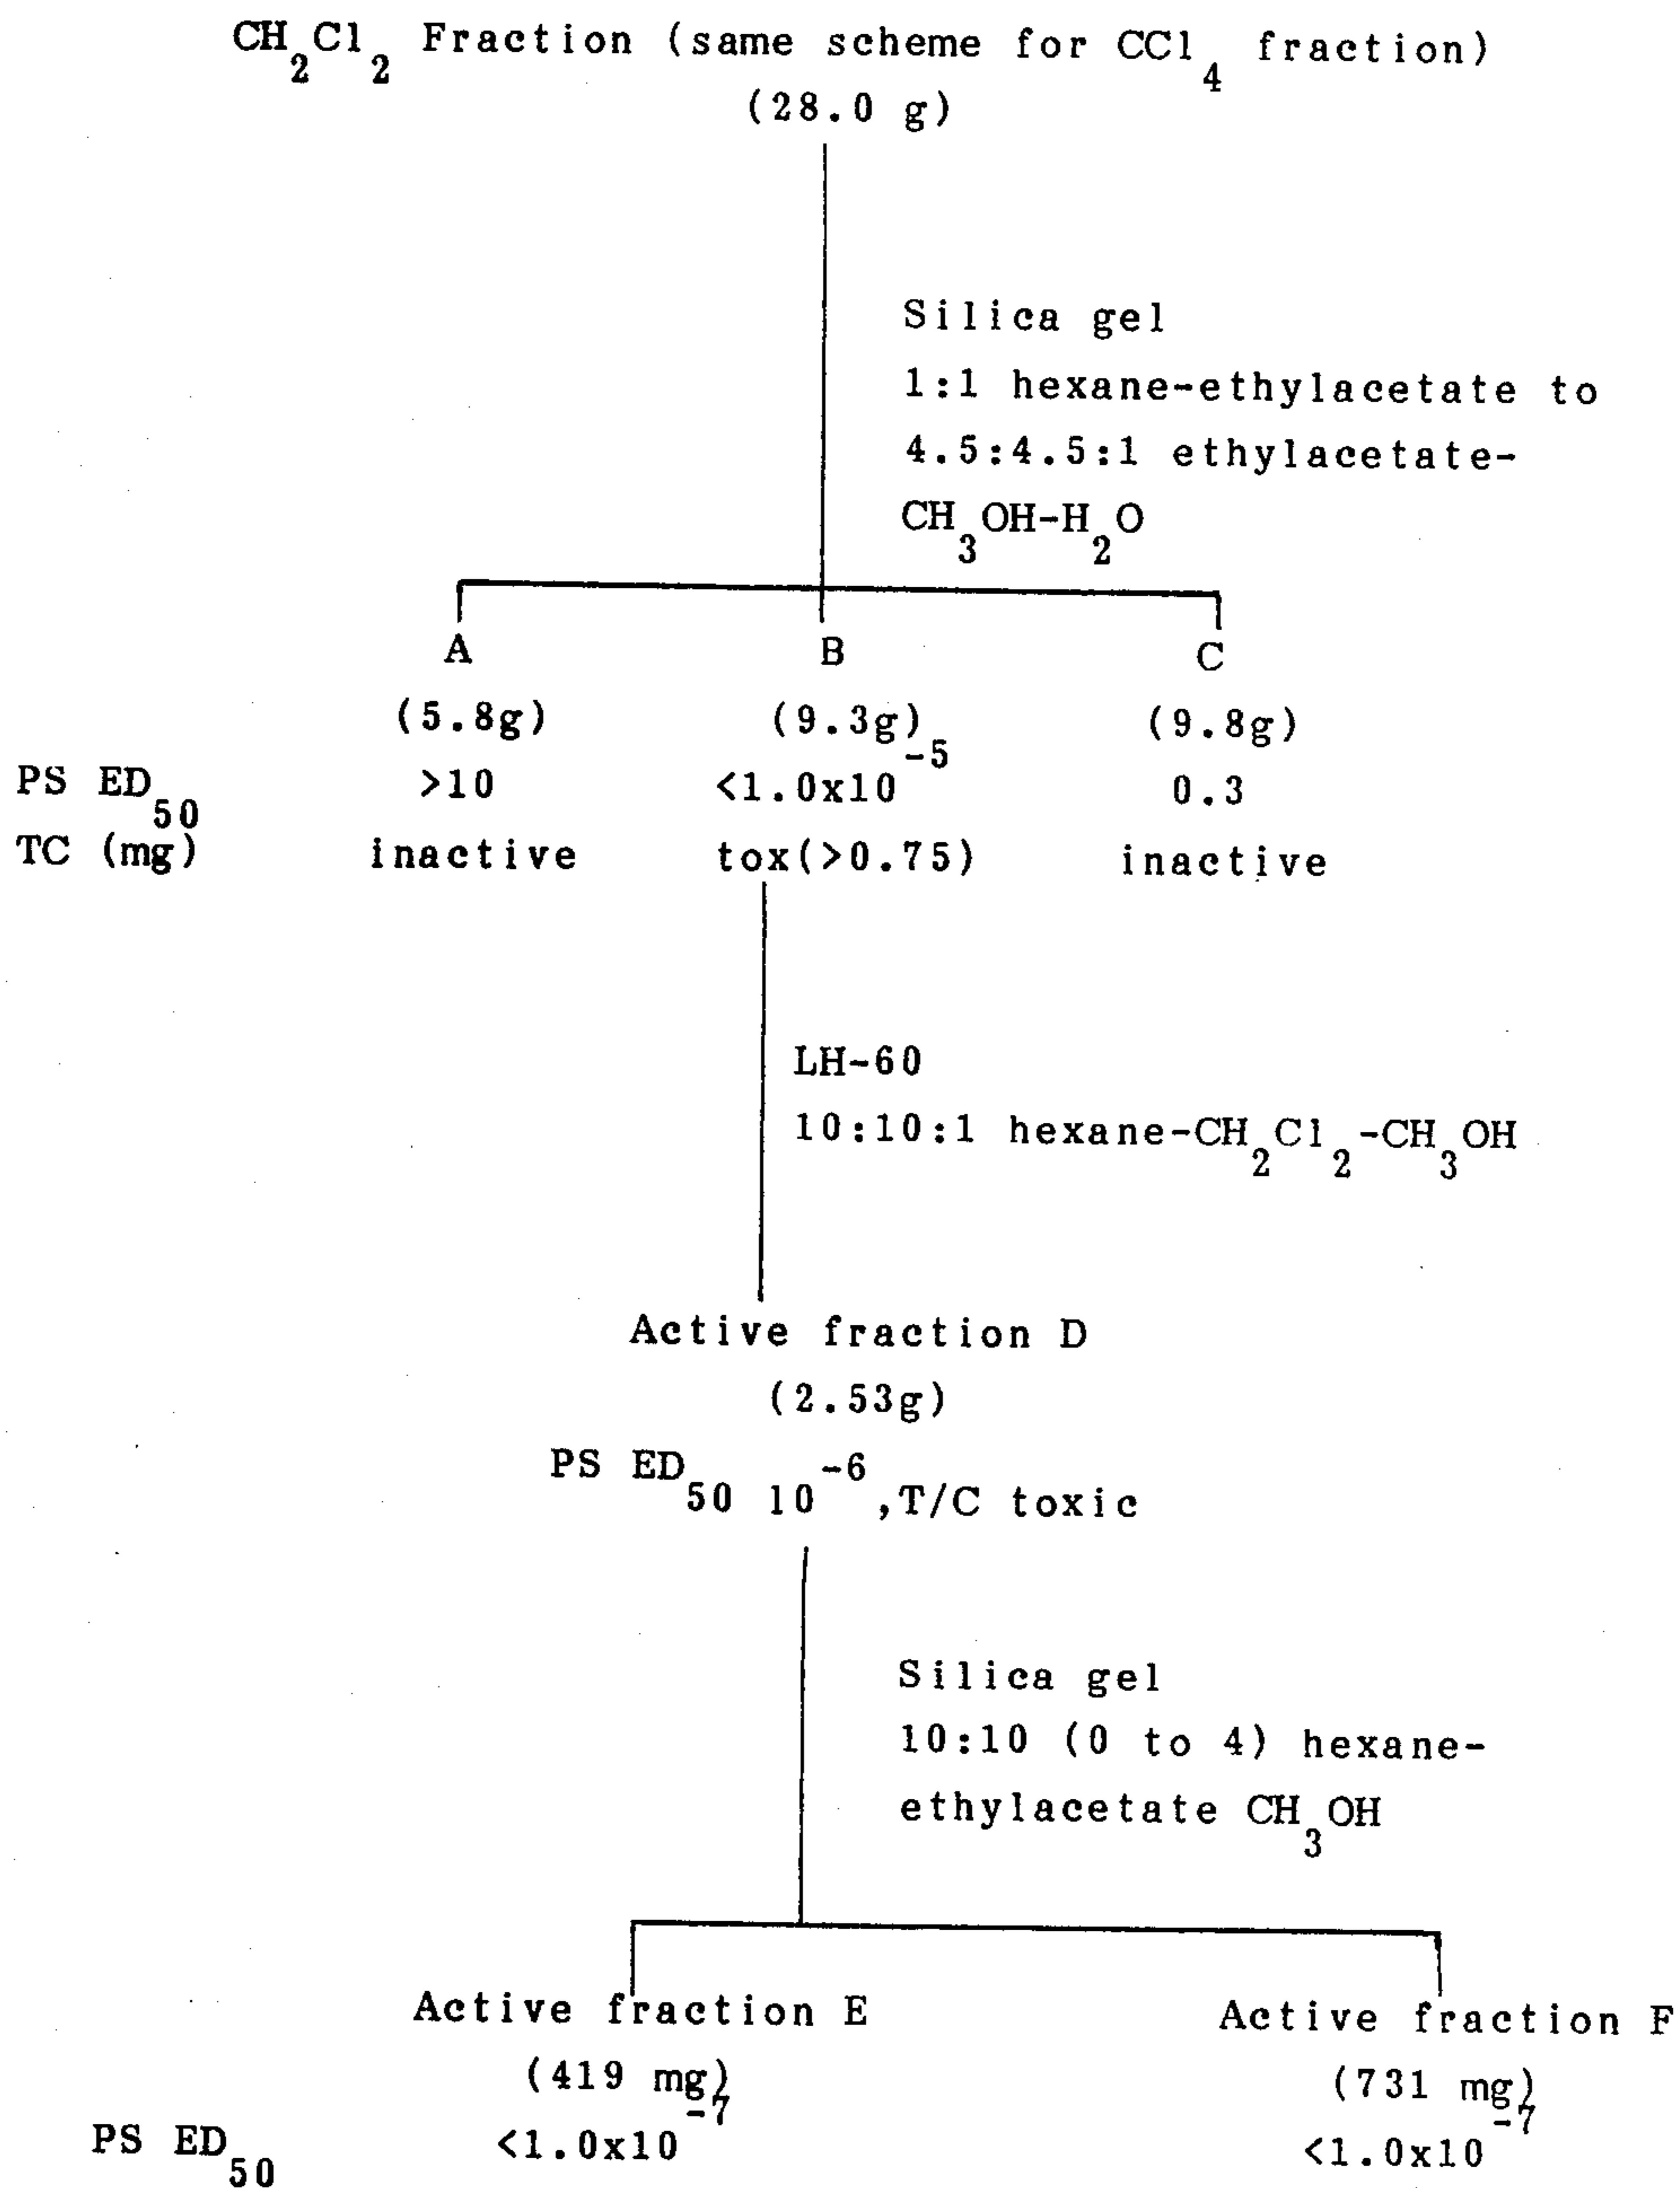 CH₂Cl₂ Fraction (same scheme for CCl₄ fraction)
(28.0 g)
Silica gel
1:1 hexane-ethylacetate to
4.5:4.5:1 ethylacetate-
CH₃OH-H₂O
A B C
(5.8g) (9.3g) (9.8g)
PS ED₅₀ >10 <1.0x10⁻⁵ 0.3
TC (mg) inactive tox(>0.75) inactive
LH-60
10:10:1 hexane-CH₂Cl₂-CH₃OH
Active fraction D
(2.53g)
PS ED₅₀ 10⁻⁶,T/C toxic
Silica gel
10:10 (0 to 4) hexane-
ethylacetate CH₃OH
Active fraction E Active fraction F
(419 mg) (731 mg)
PS ED₅₀ <1.0x10⁻⁷ <1.0x10⁻⁷